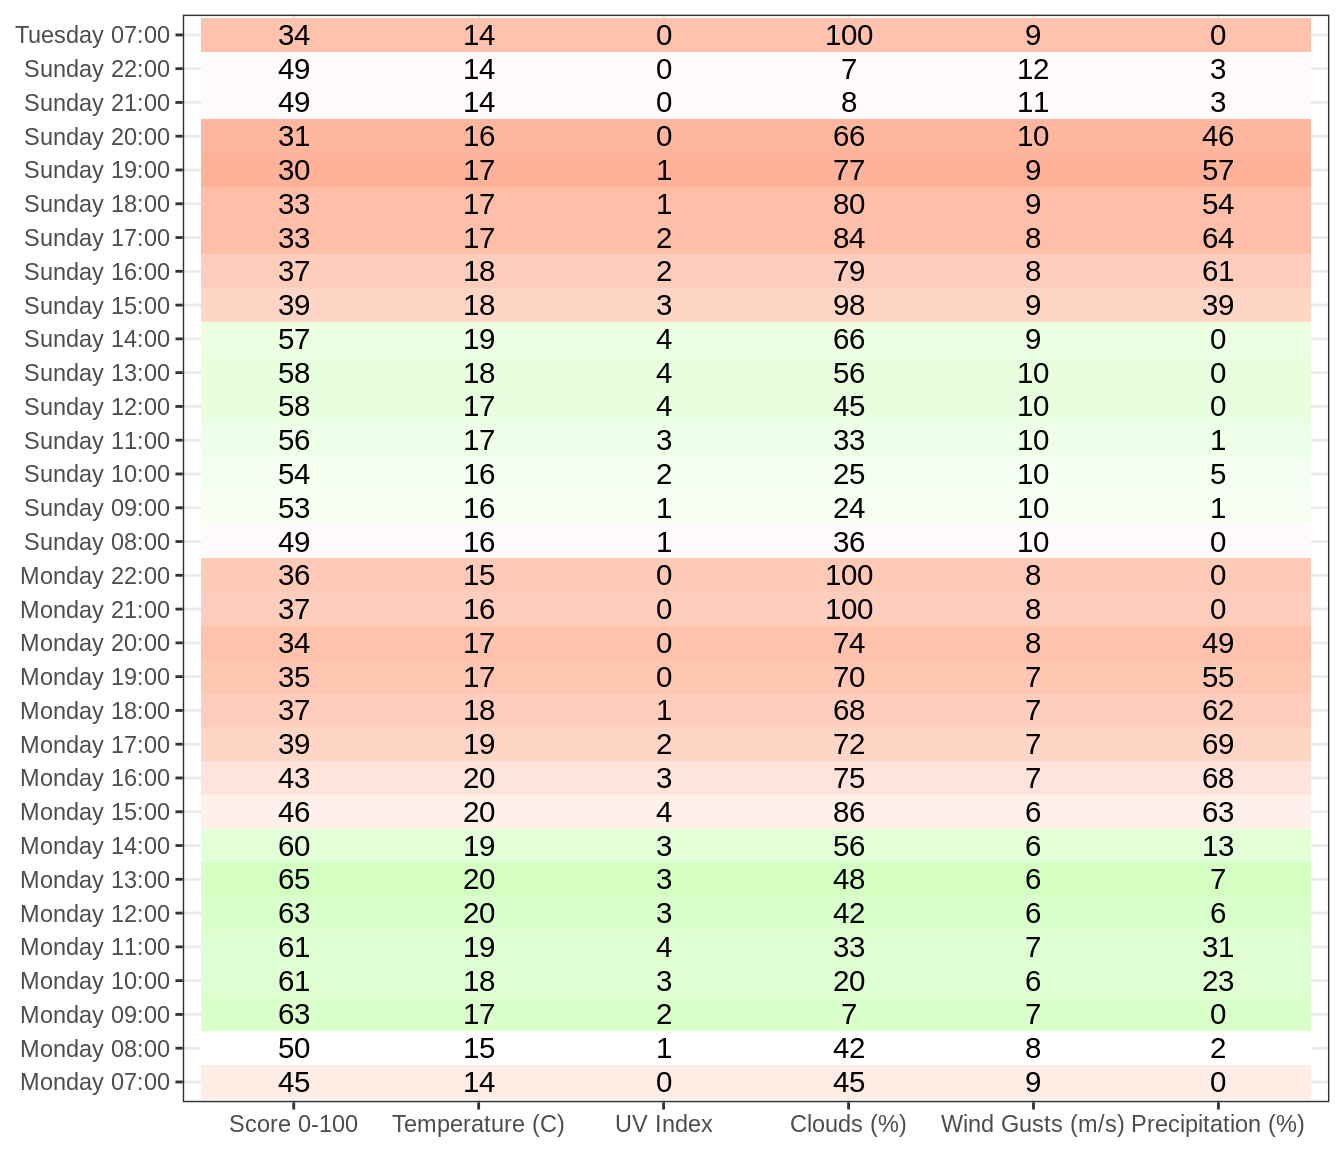 Tuesday 07:00 34 14 0 100 9 0
Sunday 22:00 49 14 0 7 12 3
Sunday 21:00 49 14 0 8 11 3
Sunday 20:00 31 16 0 66 10 46
Sunday 19:00 30 17 1 77 9 57
Sunday 18:00 33 17 1 80 9 54
Sunday 17:00 33 17 2 84 8 64
Sunday 16:00 37 18 2 79 8 61
Sunday 15:00 39 18 3 98 9 39
Sunday 14:00 57 19 4 66 9 0
Sunday 13:00 58 18 4 56 10 0
Sunday 12:00 58 17 4 45 10 0
Sunday 11:00 56 17 3 33 10 1
Sunday 10:00 54 16 2 25 10 5
Sunday 09:00 53 16 1 24 10 1
Sunday 08:00 49 16 1 36 10 0
Monday 22:00 36 15 0 100 8 0
Monday 21:00 37 16 0 100 8 0
Monday 20:00 34 17 0 74 8 49
Monday 19:00 35 17 0 70 7 55
Monday 18:00 37 18 1 68 7 62
Monday 17:00 39 19 2 72 7 69
Monday 16:00 43 20 3 75 7 68
Monday 15:00 46 20 4 86 6 63
Monday 14:00 60 19 3 56 6 13
Monday 13:00 65 20 3 48 6 7
Monday 12:00 63 20 3 42 6 6
Monday 11:00 61 19 4 33 7 31
Monday 10:00 61 18 3 20 6 23
Monday 09:00 63 17 2 7 7 0
Monday 08:00 50 15 1 42 8 2
Monday 07:00 45 14 0 45 9 0
Score 0-100 Temperature (C) UV Index Clouds (%) Wind Gusts (m/s) Precipitation (%)